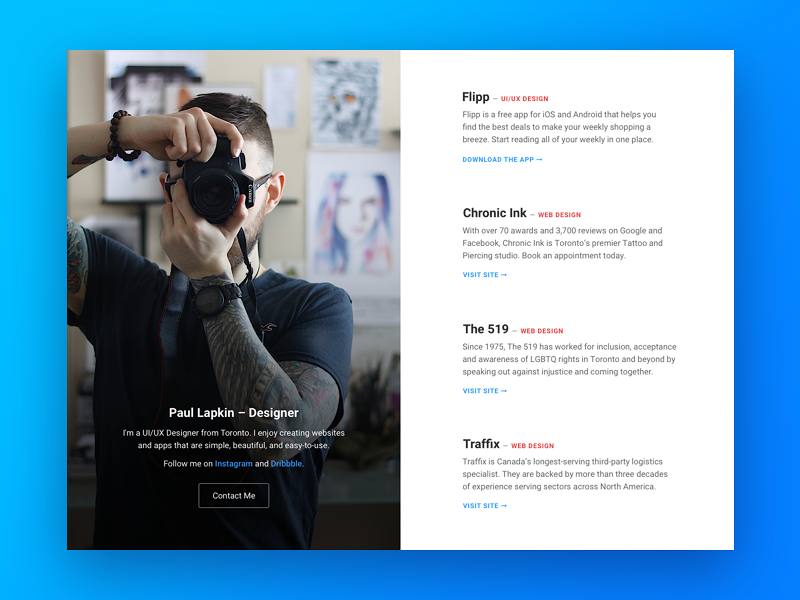 Paul Lapkin – Designer
I'm a UI/UX Designer from Toronto. I enjoy creating websites
and apps that are simple, beautiful, and easy-to-use.
Follow me on Instagram and Dribbble.
Contact Me
Flipp – UI/UX DESIGN
Flipp is a free app for iOS and Android that helps you
find the best deals to make your weekly shopping a
breeze. Start reading all of your weekly in one place.
DOWNLOAD THE APP →
Chronic Ink – WEB DESIGN
With over 70 awards and 3,700 reviews on Google and
Facebook, Chronic Ink is Toronto's premier Tattoo and
Piercing studio. Book an appointment today.
VISIT SITE →
The 519 – WEB DESIGN
Since 1975, The 519 has worked for inclusion, acceptance
and awareness of LGBTQ rights in Toronto and beyond by
speaking out against injustice and coming together.
VISIT SITE →
Traffix – WEB DESIGN
Traffix is Canada's longest-serving third-party logistics
specialist. They are backed by more than three decades
of experience serving sectors across North America.
VISIT SITE →